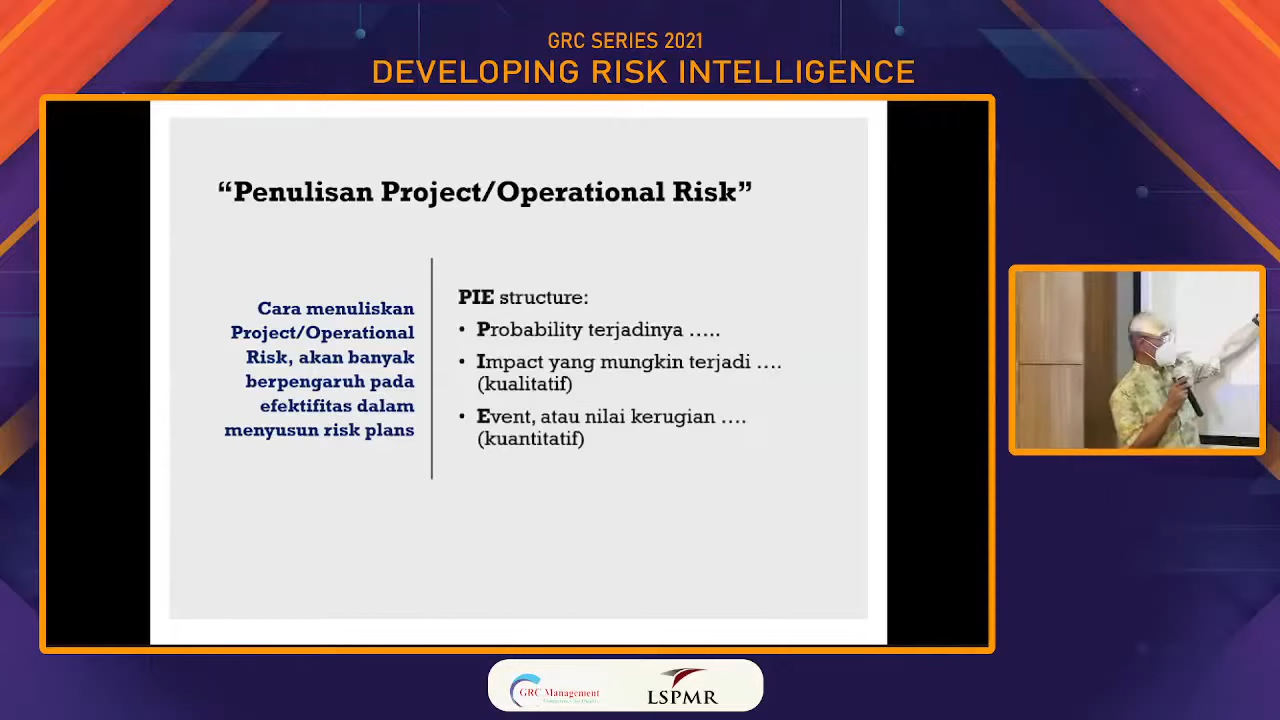 GRC SERIES 2021
DEVELOPING RISK INTELLIGENCE
“Penulisan Project/Operational Risk”
Cara menuliskan
Project/Operational
Risk, akan banyak
berpengaruh pada
efektifitas dalam
menyusun risk plans
PIE structure:
• Probability terjadinya .....
• Impact yang mungkin terjadi ....
(kualitatif)
• Event, atau nilai kerugian ....
(kuantitatif)
GRC Management
LSPMR